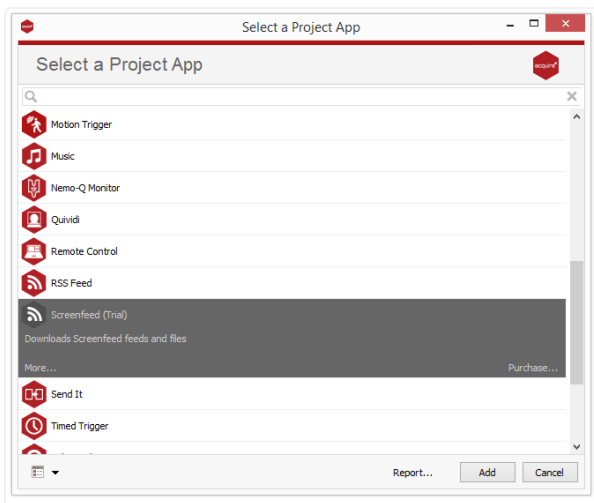 Select a Project App
Select a Project App
acquire
Motion Trigger
Music
Nemo-Q Monitor
Quividi
Remote Control
RSS Feed
Screenfeed (Trial)
Downloads Screenfeed feeds and files
More... Purchase...
Send It
Timed Trigger
Report... Add Cancel